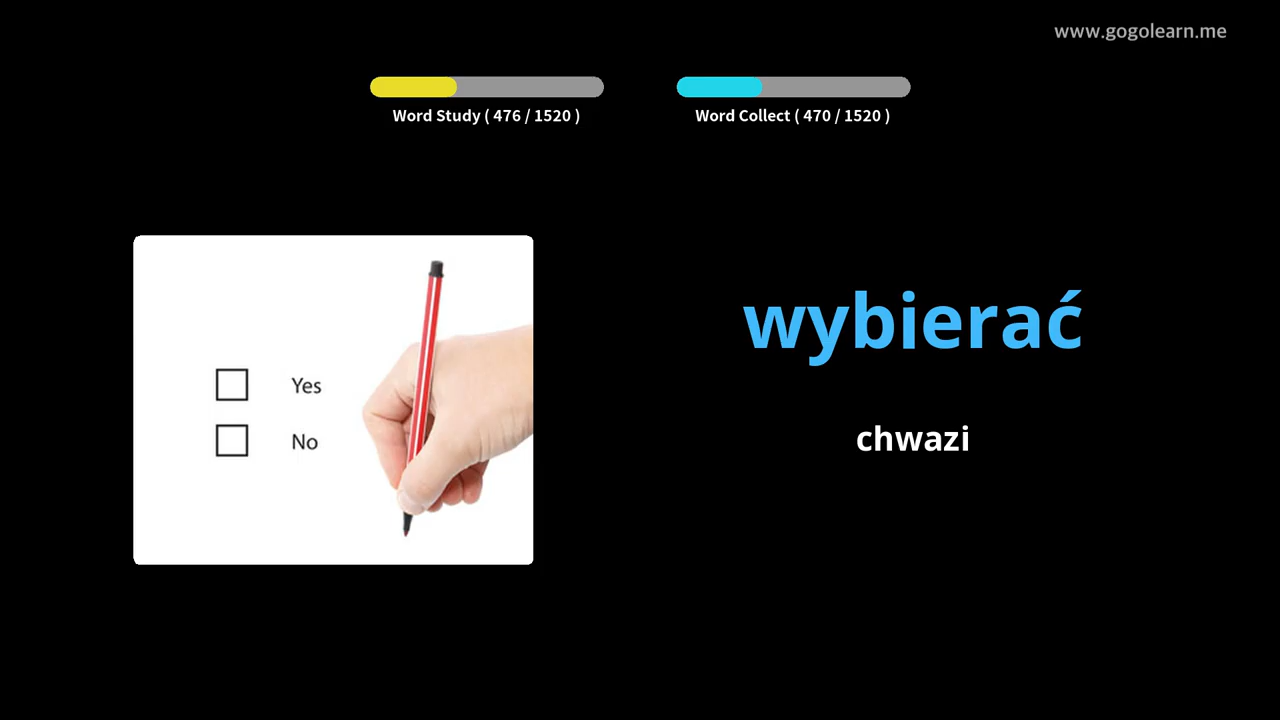 www.gogolearn.me
Word Study ( 476 / 1520 )
Word Collect ( 470 / 1520 )
Yes
No
wybierać
chwazi